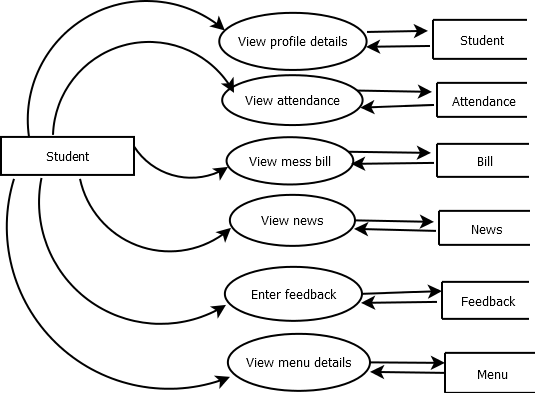 View profile details
Student
View attendance
Attendance
Student
View mess bill
Bill
View news
News
Enter feedback
Feedback
View menu details
Menu